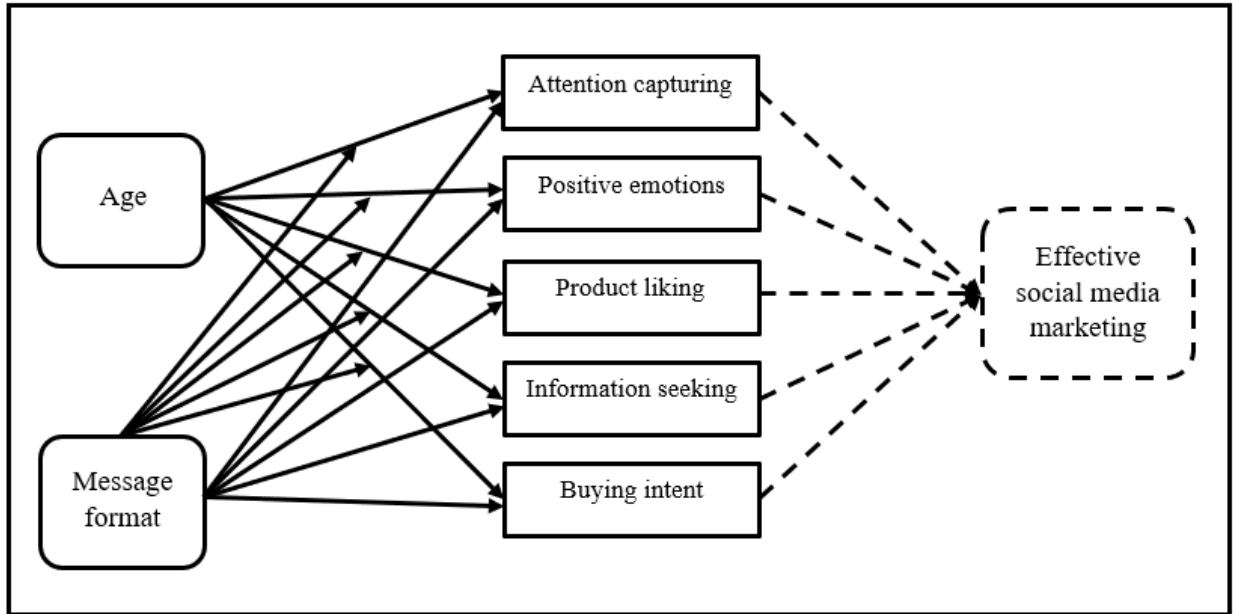 Age
Message
format
Attention capturing
Positive emotions
Product liking
Information seeking
Buying intent
Effective
social media
marketing